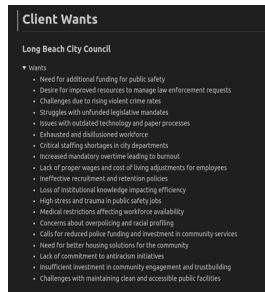 Client Wants
Long Beach City Council
▼ Wants
• Need for additional funding for public safety
• Desire for improved resources to manage law enforcement requests
• Challenges due to rising violent crime rates
• Struggles with unfunded legislative mandates
• Issues with outdated technology and paper processes
• Exhausted and disillusioned workforce
• Critical staffing shortages in city departments
• Increased mandatory overtime leading to burnout
• Lack of proper wages and cost of living adjustments for employees
• Ineffective recruitment and retention policies
• Loss of institutional knowledge impacting efficiency
• High stress and trauma in public safety jobs
• Medical restrictions affecting workforce availability
• Concerns about overpolicing and racial profiling
• Calls for reduced police funding and investment in community services
• Need for better housing solutions for the community
• Lack of commitment to antiracism initiatives
• Insufficient investment in community engagement and trustbuilding
• Challenges with maintaining clean and accessible public facilities